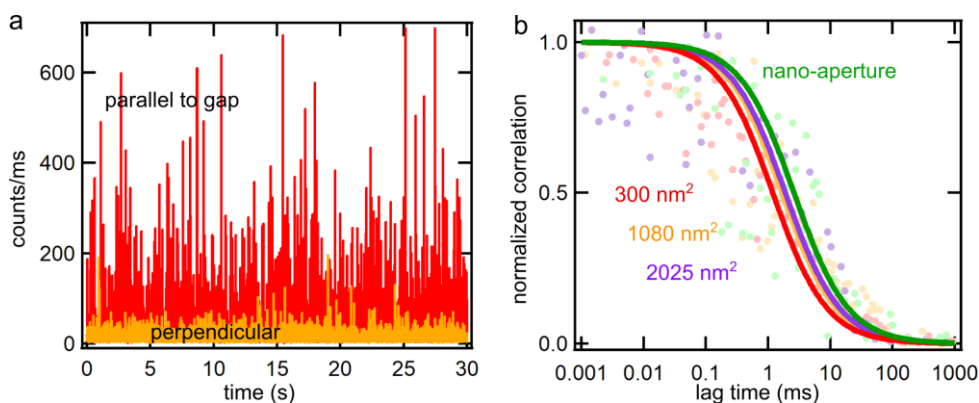 a
counts/ms
600
400
200
0
parallel to gap
perpendicular
0 5 10 15 20 25 30
time (s)
b
normalized correlation
1.0
0.5
0.0
nano-aperture
300 nm²
1080 nm²
2025 nm²
0.001 0.01 0.1 1 10 100 1000
lag time (ms)